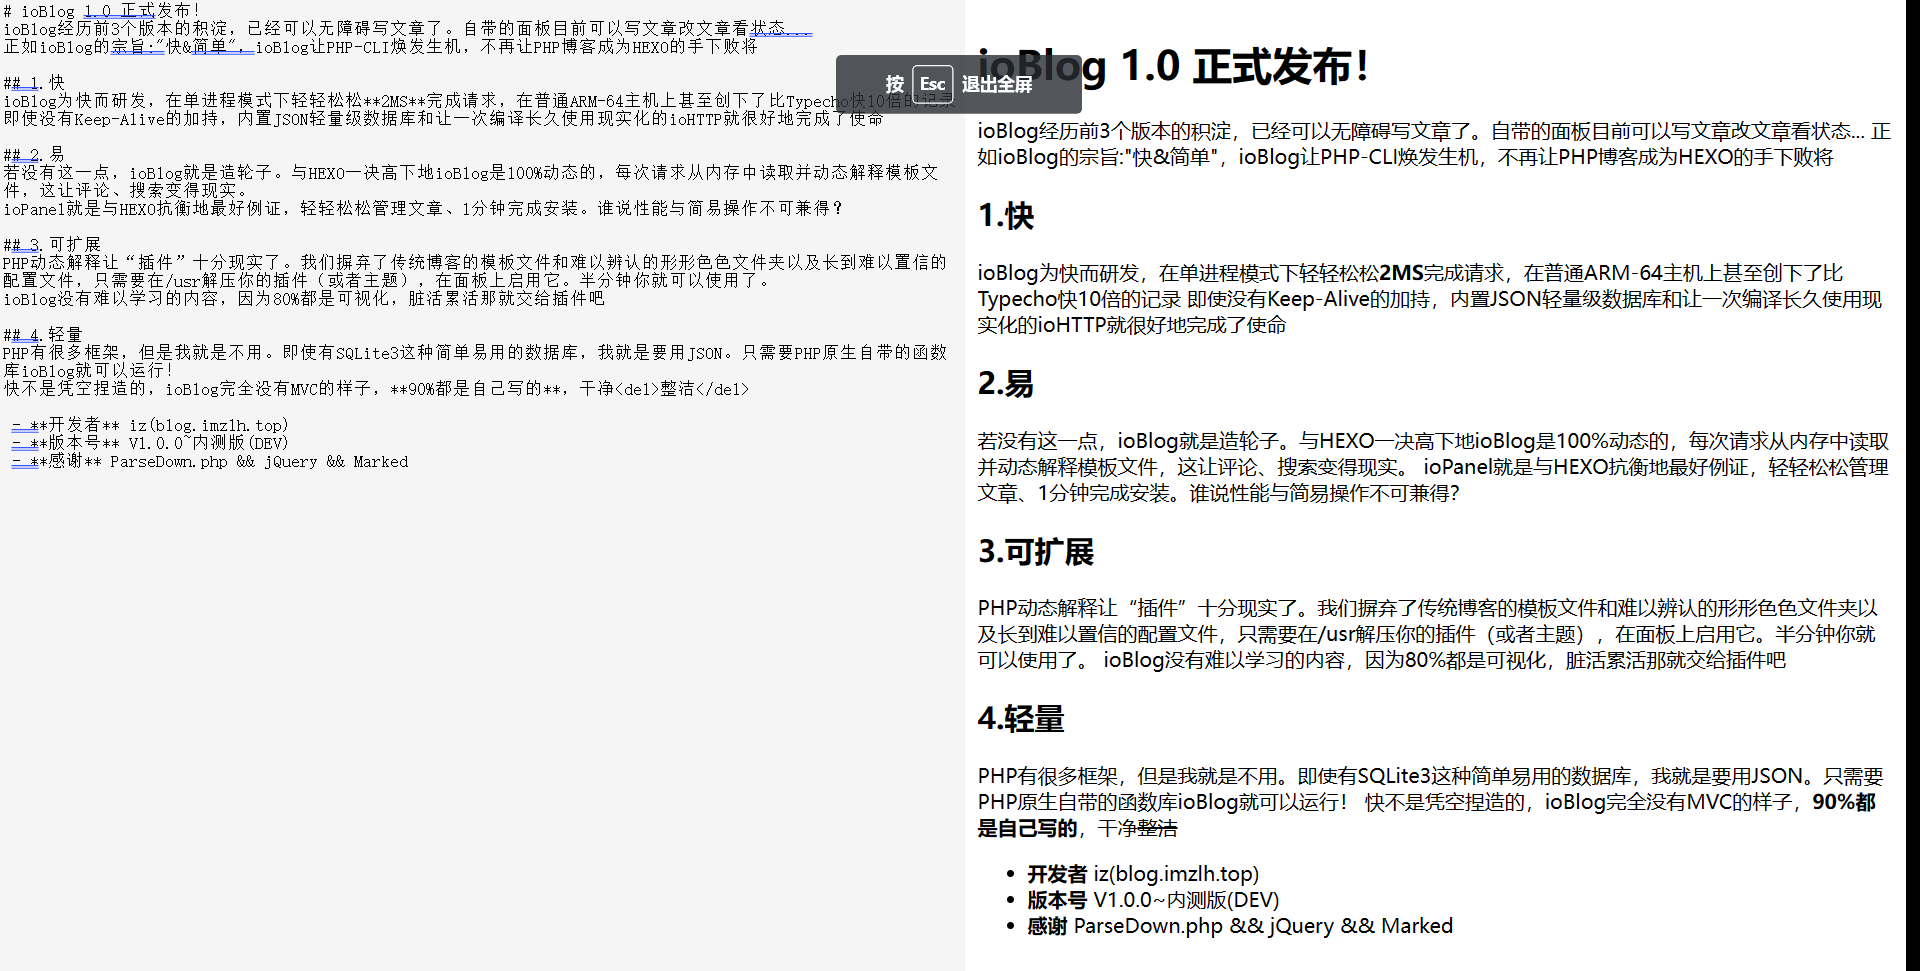 # ioBlog 1.0 正式发布！
ioBlog经历前3个版本的积淀，已经可以无障碍写文章了。自带的面板目前可以写文章改文章看状态...
正如ioBlog的宗旨:"快&简单"，ioBlog让PHP-CLI焕发生机，不再让PHP博客成为HEXO的手下败将
## 1.快
ioBlog为快而研发，在单进程模式下轻轻松松**2MS**完成请求，在普通ARM-64主机上甚至创下了比Typecho快10倍的记录
即使没有Keep-Alive的加持，内置JSON轻量级数据库和让一次编译长久使用现实化的ioHTTP就很好地完成了使命
## 2.易
若没有这一点，ioBlog就是造轮子。与HEXO一决高下地ioBlog是100%动态的，每次请求从内存中读取并动态解释模板文
件，这让评论、搜索变得现实。
ioPanel就是与HEXO抗衡地最好例证，轻轻松松管理文章、1分钟完成安装。谁说性能与简易操作不可兼得？
## 3.可扩展
PHP动态解释让“插件”十分现实了。我们摒弃了传统博客的模板文件和难以辨认的形形色色文件夹以及长到难以置信的
配置文件，只需要在/usr解压你的插件（或者主题），在面板上启用它。半分钟你就可以使用了。
ioBlog没有难以学习的内容，因为80%都是可视化，脏活累活那就交给插件吧
## 4.轻量
PHP有很多框架，但是我就是不用。即使有SQLite3这种简单易用的数据库，我就是要用JSON。只需要PHP原生自带的函数
库ioBlog就可以运行！
快不是凭空捏造的，ioBlog完全没有MVC的样子，**90%都是自己写的**，干净<del>整洁</del>
- **开发者** iz(blog.imzlh.top)
- **版本号** V1.0.0~内测版(DEV)
- **感谢** ParseDown.php && jQuery && Marked
按 Esc 退出全屏
ioBlog 1.0 正式发布！
ioBlog经历前3个版本的积淀，已经可以无障碍写文章了。自带的面板目前可以写文章改文章看状态... 正
如ioBlog的宗旨:"快&简单"，ioBlog让PHP-CLI焕发生机，不再让PHP博客成为HEXO的手下败将
1.快
ioBlog为快而研发，在单进程模式下轻轻松松2MS完成请求，在普通ARM-64主机上甚至创下了比
Typecho快10倍的记录 即使没有Keep-Alive的加持，内置JSON轻量级数据库和让一次编译长久使用现
实化的ioHTTP就很好地完成了使命
2.易
若没有这一点，ioBlog就是造轮子。与HEXO一决高下地ioBlog是100%动态的，每次请求从内存中读取
并动态解释模板文件，这让评论、搜索变得现实。 ioPanel就是与HEXO抗衡地最好例证，轻轻松松管理
文章、1分钟完成安装。谁说性能与简易操作不可兼得？
3.可扩展
PHP动态解释让“插件”十分现实了。我们摒弃了传统博客的模板文件和难以辨认的形形色色文件夹以
及长到难以置信的配置文件，只需要在/usr解压你的插件（或者主题），在面板上启用它。半分钟你就
可以使用了。 ioBlog没有难以学习的内容，因为80%都是可视化，脏活累活那就交给插件吧
4.轻量
PHP有很多框架，但是我就是不用。即使有SQLite3这种简单易用的数据库，我就是要用JSON。只需要
PHP原生自带的函数库ioBlog就可以运行！ 快不是凭空捏造的，ioBlog完全没有MVC的样子，90%都
是自己写的，干净整洁
• 开发者 iz(blog.imzlh.top)
• 版本号 V1.0.0~内测版(DEV)
• 感谢 ParseDown.php && jQuery && Marked